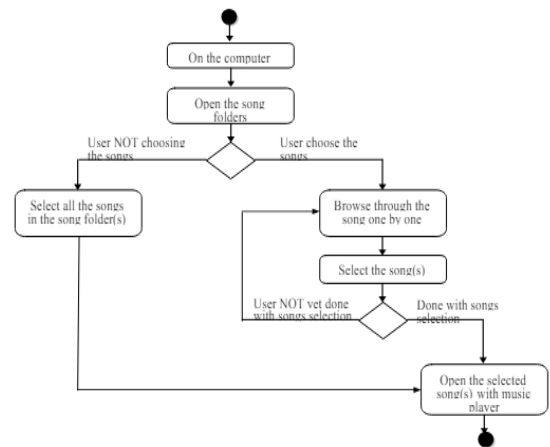 On the computer
Open the song
folders
User NOT choosing
the songs
User choose the
songs
Select all the songs
in the song folder(s)
Browse through the
song one by one
Select the song(s)
User NOT yet done
with songs selection
Done with songs
selection
Open the selected
song(s) with music
player